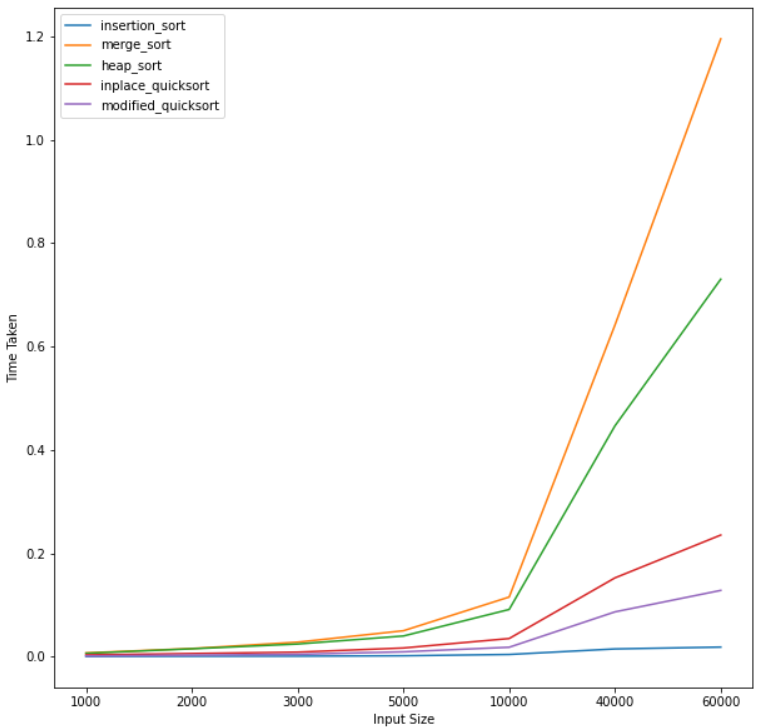 insertion_sort
merge_sort
heap_sort
inplace_quicksort
modified_quicksort
1.2
1.0
0.8
0.6
0.4
0.2
0.0
Time Taken
1000 2000 3000 5000 10000 40000 60000
Input Size